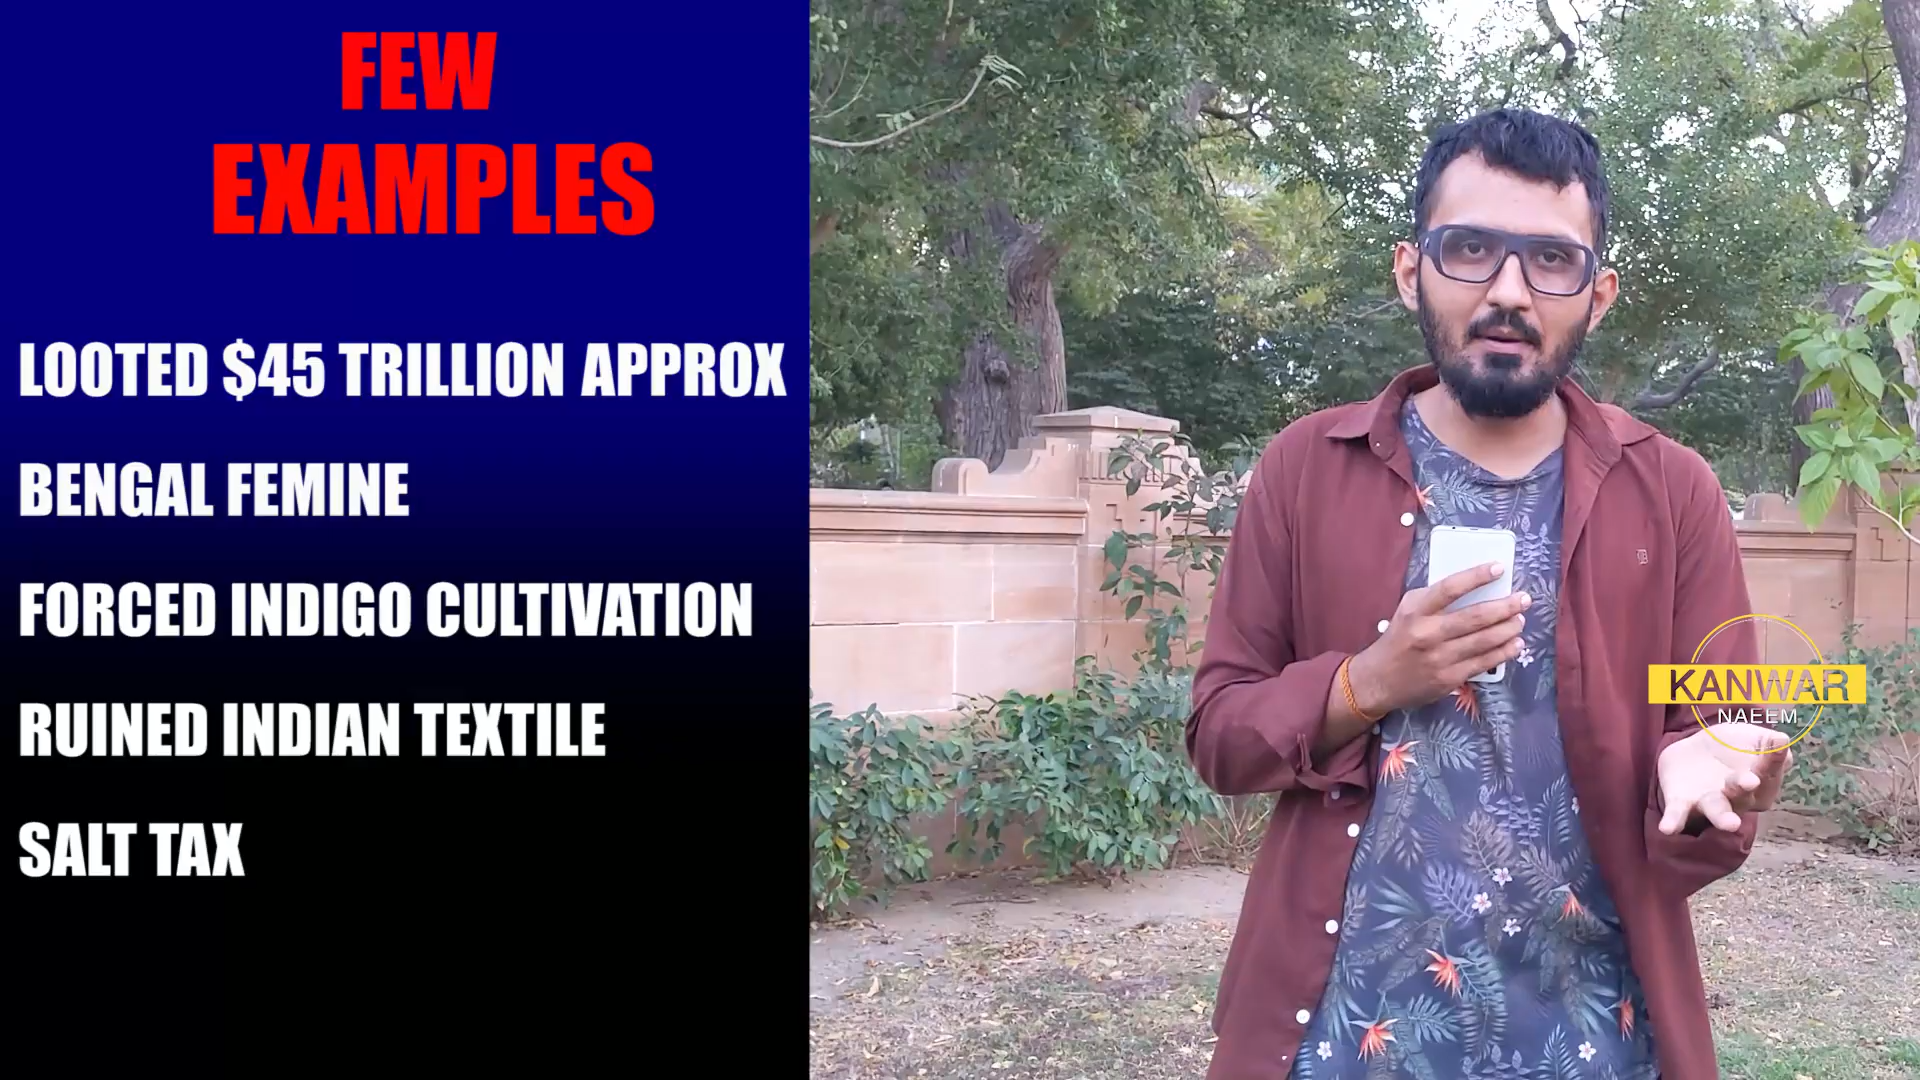 FEW
EXAMPLES
LOOTED $45 TRILLION APPROX
BENGAL FEMINE
FORCED INDIGO CULTIVATION
RUINED INDIAN TEXTILE
SALT TAX
KANWAR
NAEEM